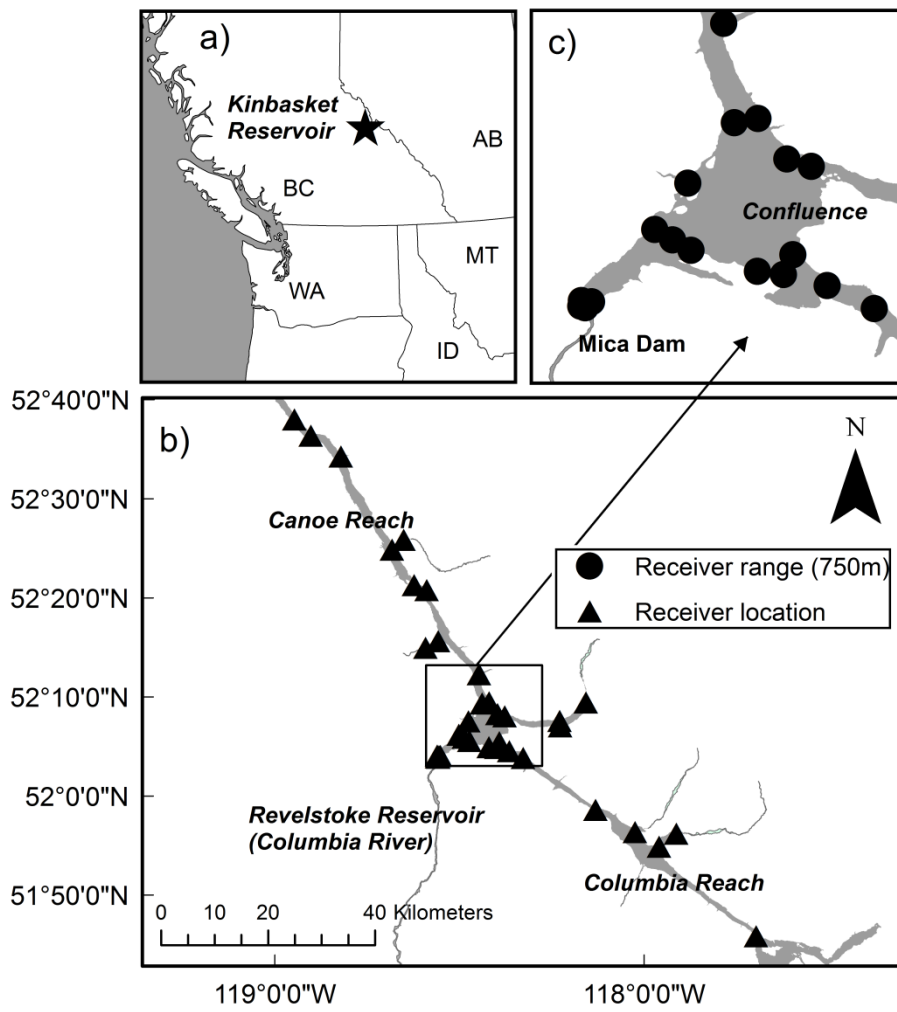 a)
Kinbasket
Reservoir
AB
BC
MT
WA
ID
c)
Confluence
Mica Dam
52°40'0"N
52°30'0"N
52°20'0"N
52°10'0"N
52°0'0"N
51°50'0"N
b)
N
Canoe Reach
Receiver range (750m)
Receiver location
Revelstoke Reservoir
(Columbia River)
Columbia Reach
0 10 20 40 Kilometers
119°0'0"W 118°0'0"W